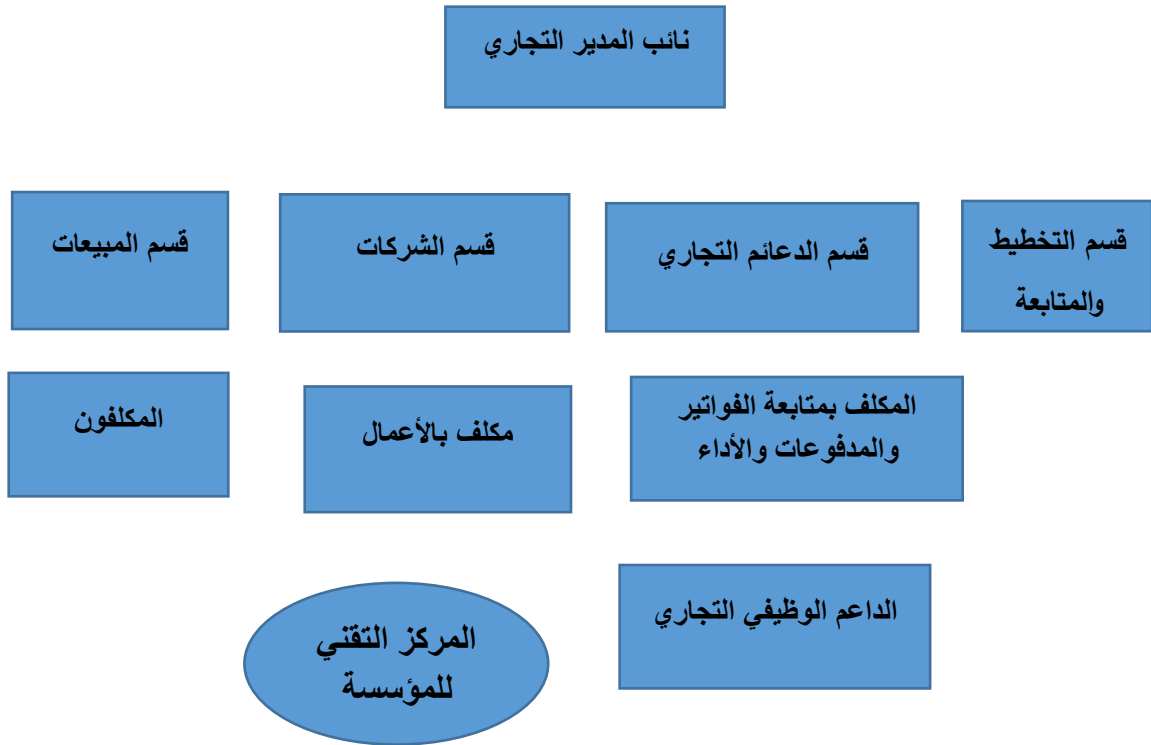 نائب المدير التجاري
قسم التخطيط
والمتابعة
قسم الدعائم التجاري
قسم الشركات
قسم المبيعات
المكلف بمتابعة الفواتير
والمدفوعات والأداء
مكلف بالأعمال
المكلفون
الداعم الوظيفي التجاري
المركز التقني
للمؤسسة